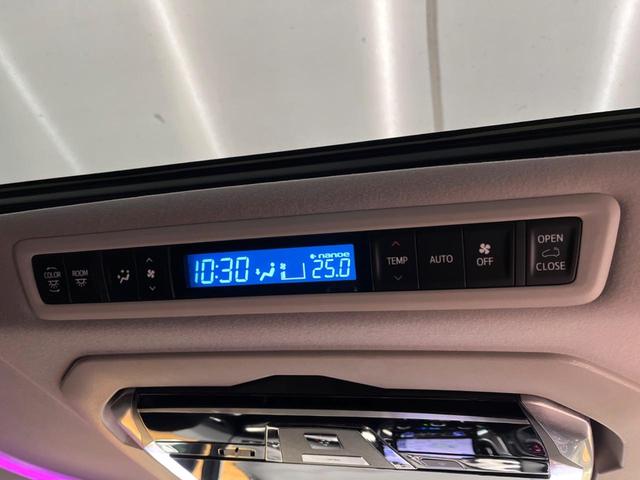 COLOR
ROOM
10:30
nanoe
25.0
TEMP
AUTO
OFF
OPEN
CLOSE